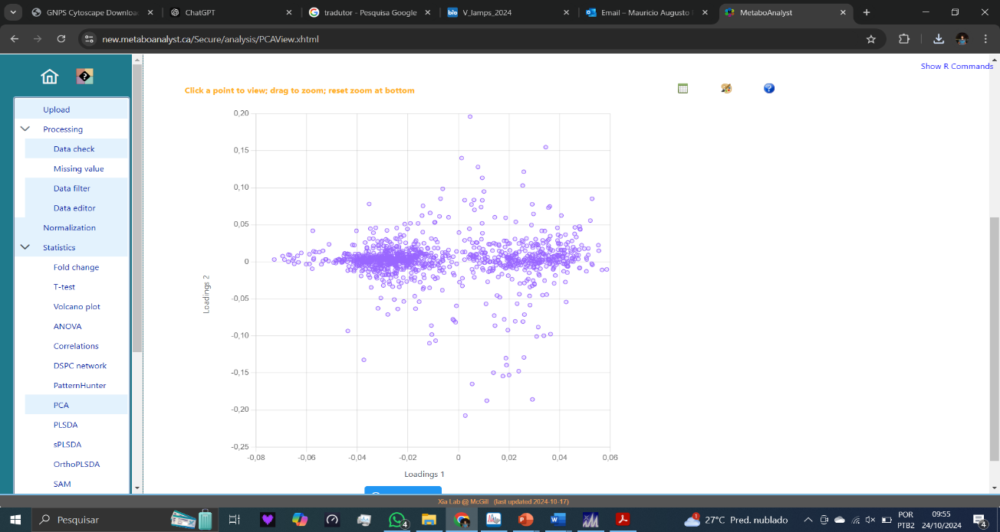 GNPS Cytoscape Downloa
ChatGPT
tradutor - Pesquisa Google
bio
V_lamps_2024
Email – Mauricio Augusto
MetaboAnalyst
new.metaboanalyst.ca/Secure/analysis/PCAView.xhtml
Show R Commands
Click a point to view; drag to zoom; reset zoom at bottom
Upload
Processing
Data check
Missing value
Data filter
Data editor
Normalization
Statistics
Fold change
T-test
Volcano plot
ANOVA
Correlations
DSPC network
PatternHunter
PCA
PLSDA
sPLSDA
OrthoPLSDA
SAM
0,20
0,15
0,10
0,05
0
-0,05
-0,10
-0,15
-0,20
-0,25
Loadings 2
-0,08
-0,06
-0,04
-0,02
0
0,02
0,04
0,06
Loadings 1
Xia Lab @ McGill (last updated 2024-10-17)
Pesquisar
4
1
27°C Pred. nublado
POR
PTB2
09:55
24/10/2024
4